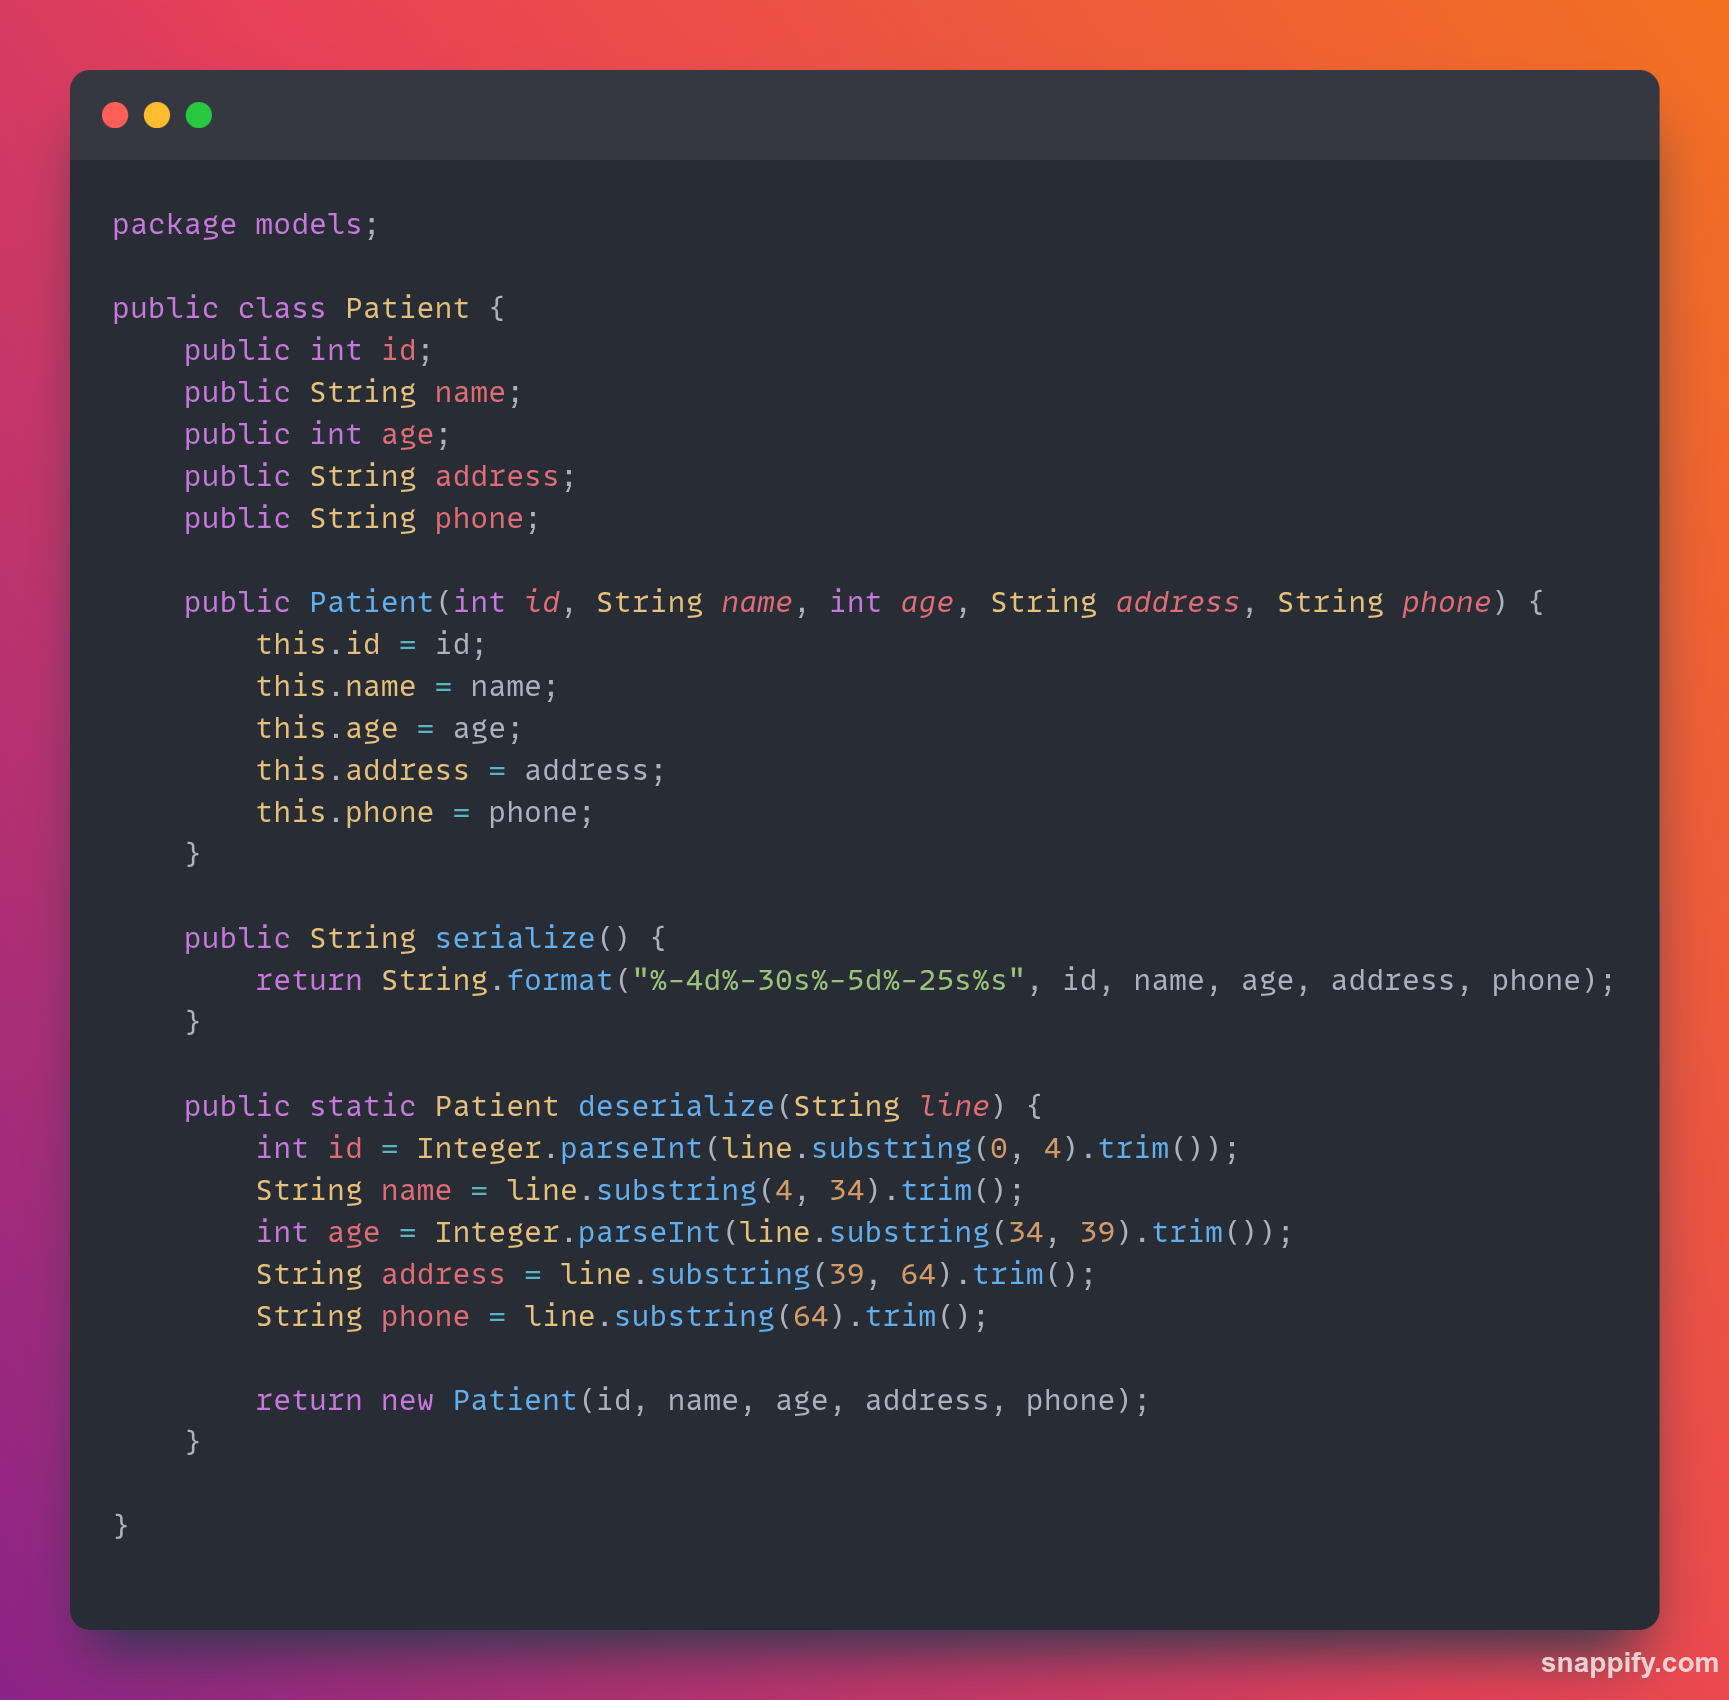 package models;

public class Patient {
    public int id;
    public String name;
    public int age;
    public String address;
    public String phone;

    public Patient(int id, String name, int age, String address, String phone) {
        this.id = id;
        this.name = name;
        this.age = age;
        this.address = address;
        this.phone = phone;
    }

    public String serialize() {
        return String.format("%-4d%-30s%-5d%-25s%s", id, name, age, address, phone);
    }

    public static Patient deserialize(String line) {
        int id = Integer.parseInt(line.substring(0, 4).trim());
        String name = line.substring(4, 34).trim();
        int age = Integer.parseInt(line.substring(34, 39).trim());
        String address = line.substring(39, 64).trim();
        String phone = line.substring(64).trim();

        return new Patient(id, name, age, address, phone);
    }

}
snappify.com